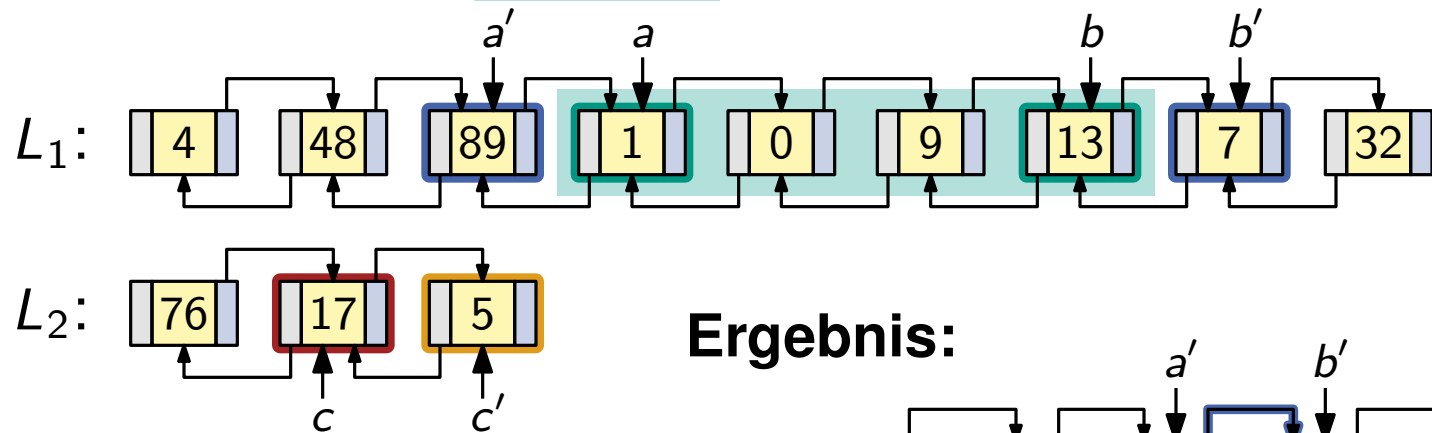 a′ a b b′
L₁: 4 48 89 1 0 9 13 7 32
L₂: 76 17 5
Ergebnis:
a′ b′
c c′